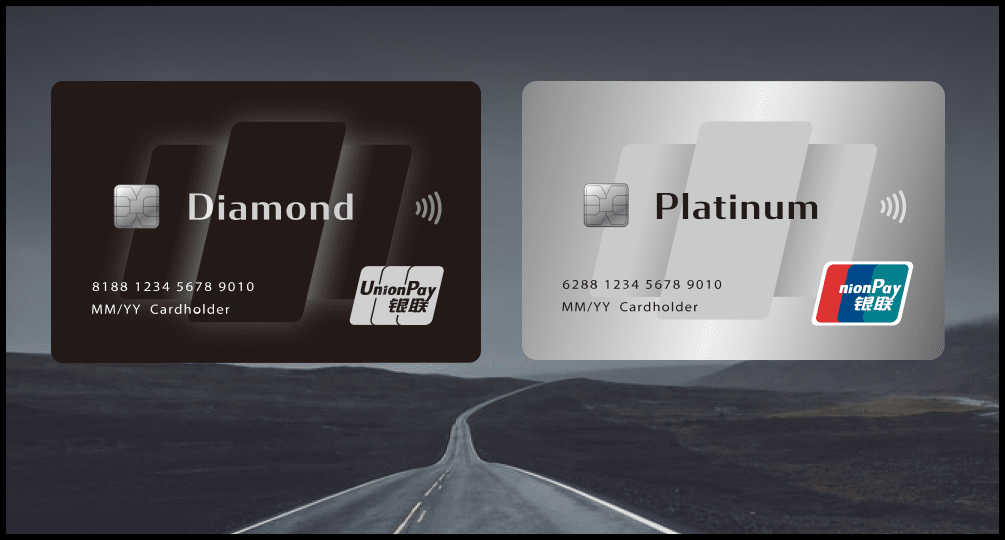 Diamond
8188 1234 5678 9010
MM/YY Cardholder
UnionPay
银联
Platinum
6288 1234 5678 9010
MM/YY Cardholder
nionPay
银联